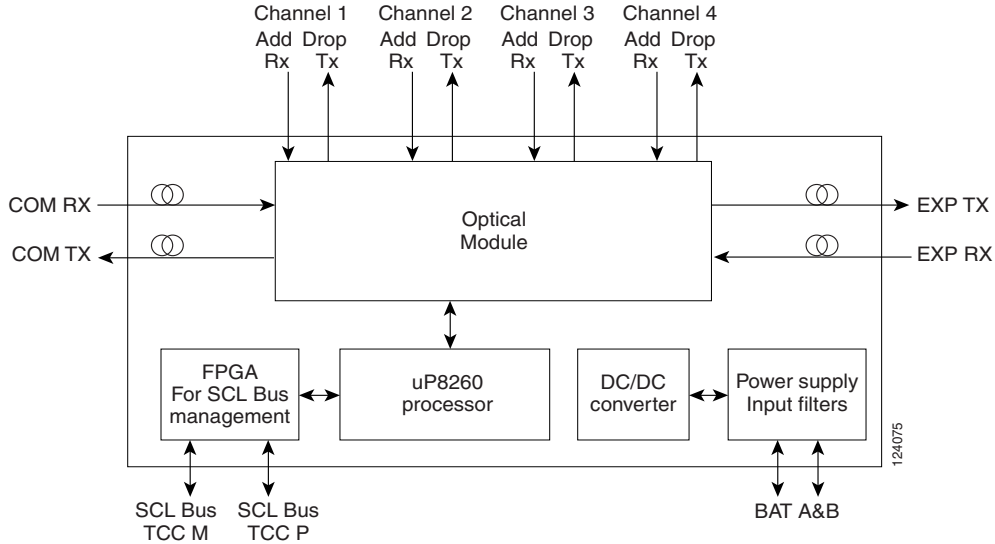 Channel 1 Channel 2 Channel 3 Channel 4
Add Drop Add Drop Add Drop Add Drop
Rx Tx Rx Tx Rx Tx Rx Tx
COM RX
EXP TX
Optical
Module
COM TX
EXP RX
FPGA
For SCL Bus
management
uP8260
processor
DC/DC
converter
Power supply
Input filters
124075
SCL Bus
TCC M
SCL Bus
TCC P
BAT A&B